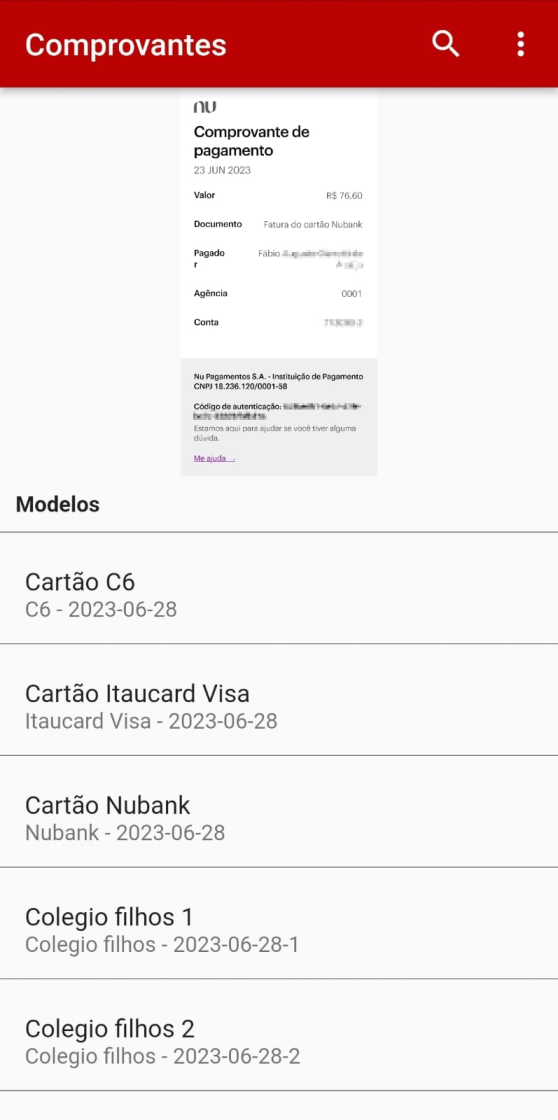 Comprovantes
nu
Comprovante de
pagamento
23 JUN 2023
Valor R$ 76,60
Documento Fatura do cartão Nubank
Pagado Fábio
r
Agência 0001
Conta
Nu Pagamentos S.A. - Instituição de Pagamento
CNPJ 18.236.120/0001-58
Código de autenticação:
Estamos aqui para ajudar se você tiver alguma
dúvida.
Me ajuda →
Modelos
Cartão C6
C6 - 2023-06-28
Cartão Itaucard Visa
Itaucard Visa - 2023-06-28
Cartão Nubank
Nubank - 2023-06-28
Colegio filhos 1
Colegio filhos - 2023-06-28-1
Colegio filhos 2
Colegio filhos - 2023-06-28-2